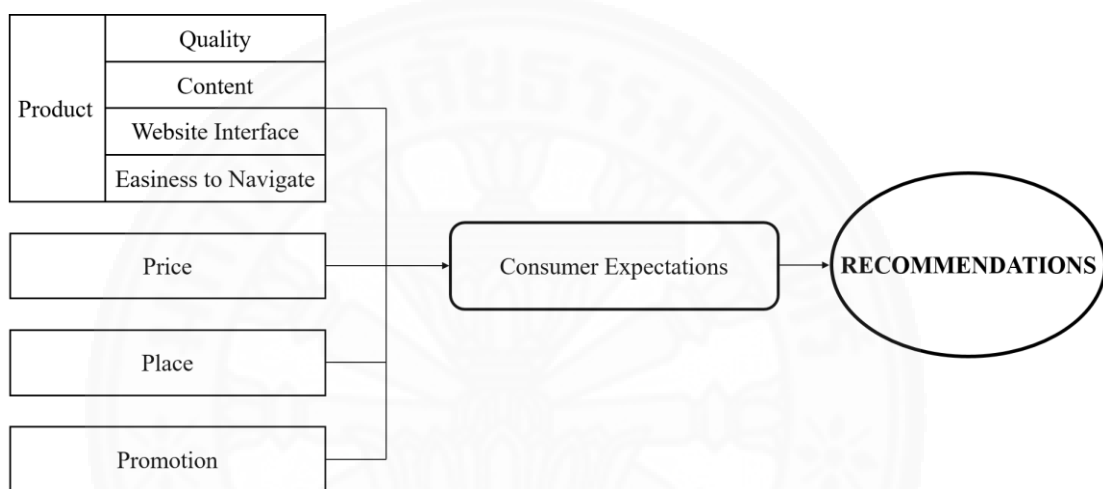 Quality
Content
Product
Website Interface
Easiness to Navigate
Price
Consumer Expectations
RECOMMENDATIONS
Place
Promotion